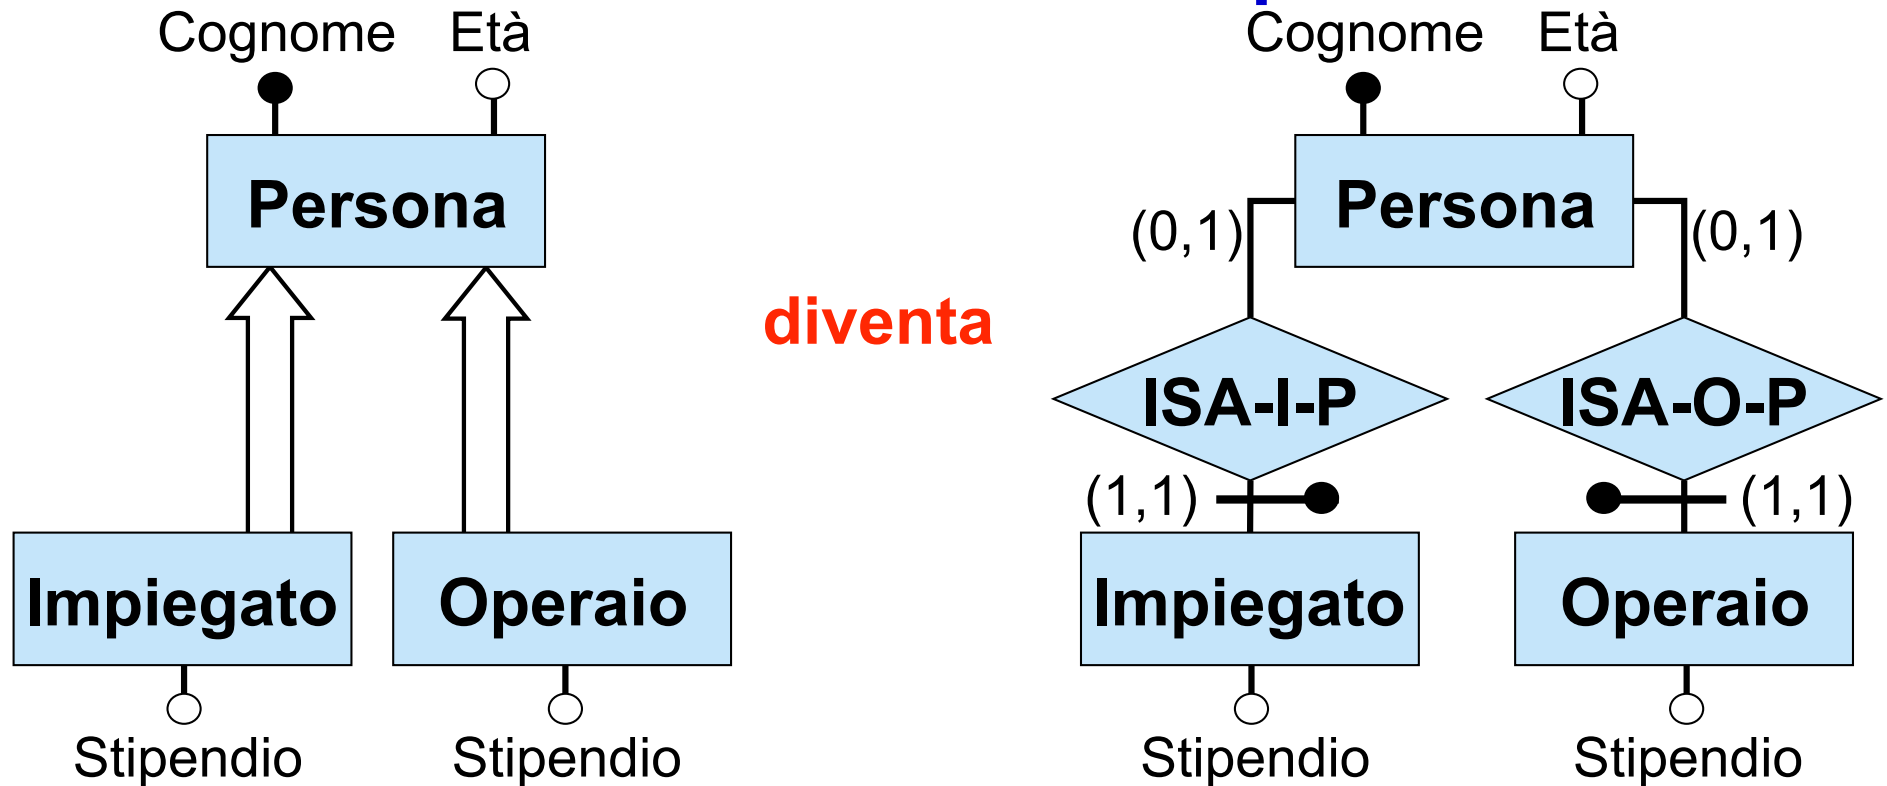 Cognome Età
Persona
Impiegato Operaio
Stipendio Stipendio
diventa
Cognome Età
Persona
(0,1) (0,1)
ISA-I-P ISA-O-P
(1,1) (1,1)
Impiegato Operaio
Stipendio Stipendio